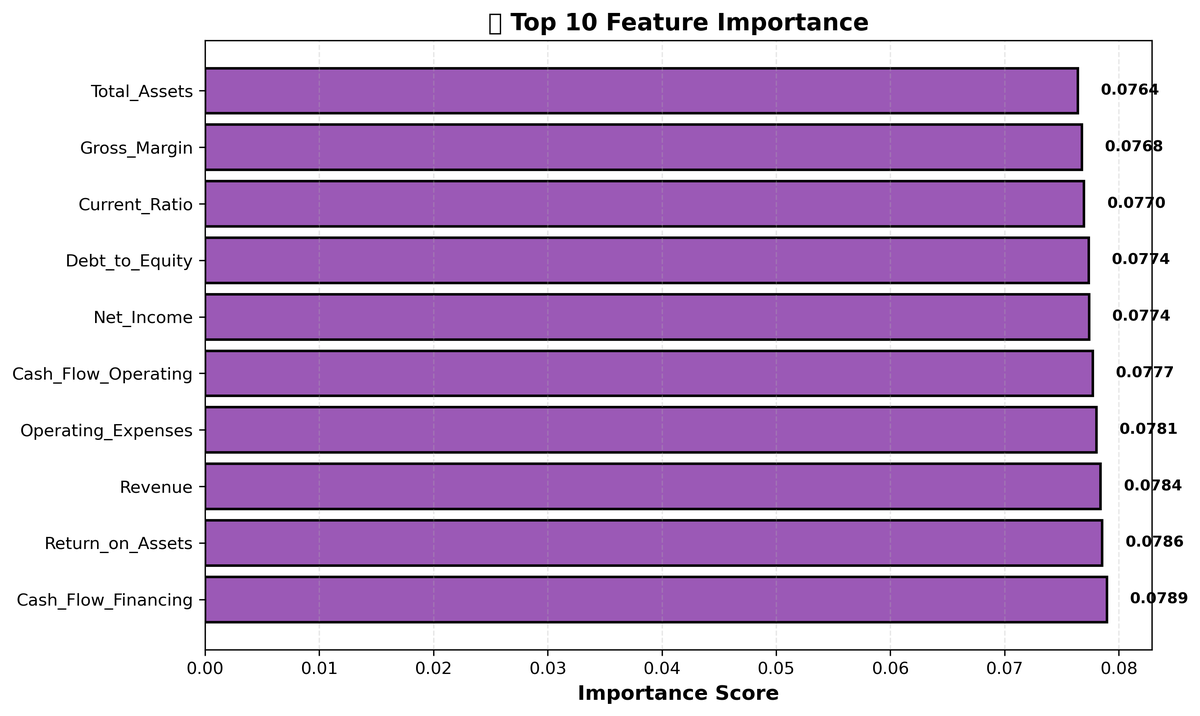 Top 10 Feature Importance
Total_Assets 0.0764
Gross_Margin 0.0768
Current_Ratio 0.0770
Debt_to_Equity 0.0774
Net_Income 0.0774
Cash_Flow_Operating 0.0777
Operating_Expenses 0.0781
Revenue 0.0784
Return_on_Assets 0.0786
Cash_Flow_Financing 0.0789
0.00 0.01 0.02 0.03 0.04 0.05 0.06 0.07 0.08
Importance Score